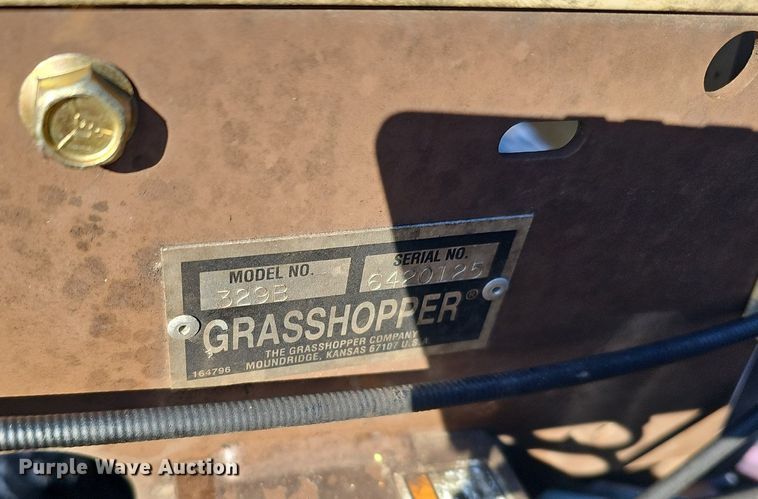 MODEL NO.
SERIAL NO.
329B
6420125
GRASSHOPPER®
THE GRASSHOPPER COMPANY
MOUNDRIDGE, KANSAS 67107 U.S.A.
164796
Purple Wave Auction